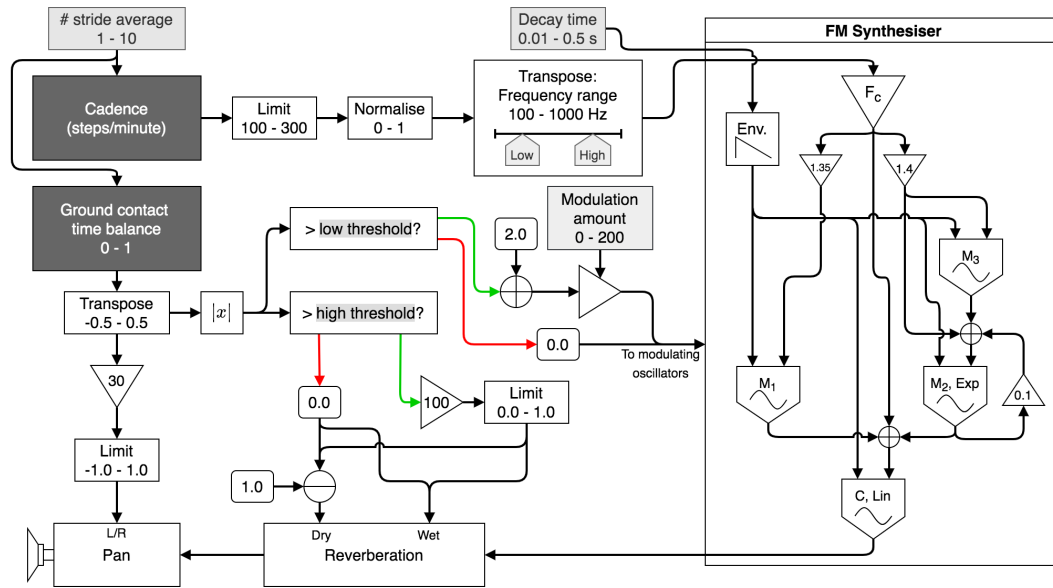 # stride average
1 - 10
Decay time
0.01 - 0.5 s
FM Synthesiser
Cadence
(steps/minute)
Limit
100 - 300
Normalise
0 - 1
Transpose:
Frequency range
100 - 1000 Hz
Low
High
F_c
Env.
1.35
1.4
Ground contact
time balance
0 - 1
> low threshold?
2.0
Modulation
amount
0 - 200
M_3
Transpose
-0.5 - 0.5
|x|
> high threshold?
0.0
To modulating
oscillators
30
0.0
100
Limit
0.0 - 1.0
M_1
M_2, Exp
0.1
Limit
-1.0 - 1.0
1.0
C, Lin
L/R
Pan
Dry
Wet
Reverberation